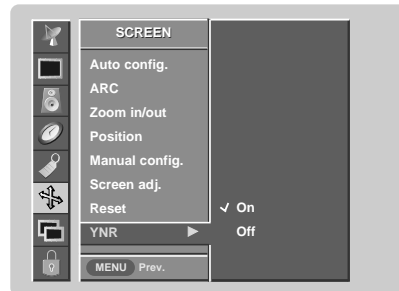 SCREEN
Auto config.
ARC
Zoom in/out
Position
Manual config.
Screen adj.
Reset
YNR ▶
✓ On
Off
MENU Prev.